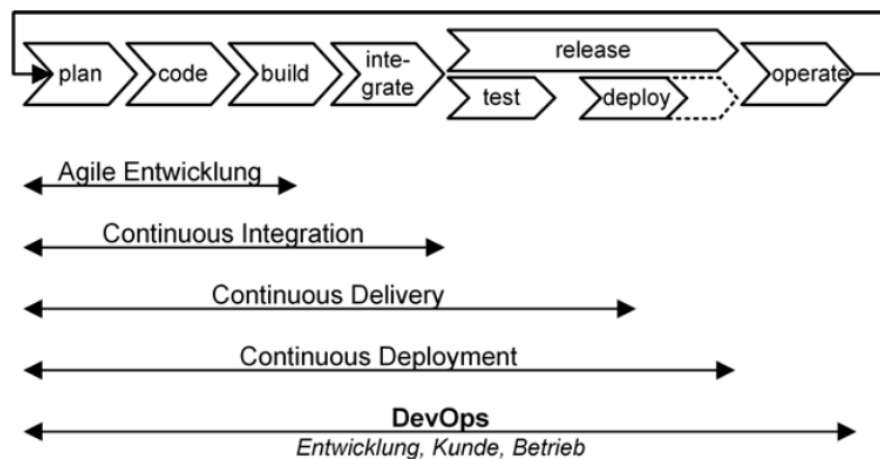 release
plan
code
build
inte-
grate
test
deploy
operate
Agile Entwicklung
Continuous Integration
Continuous Delivery
Continuous Deployment
DevOps
Entwicklung, Kunde, Betrieb